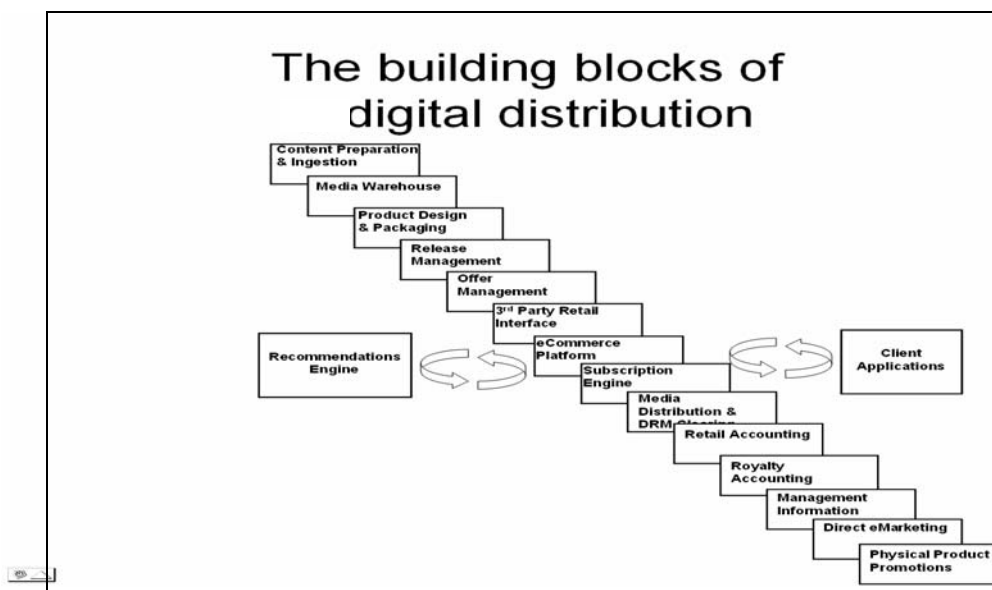 The building blocks of
digital distribution
Content Preparation
& Ingestion
Media Warehouse
Product Design
& Packaging
Release
Management
Offer
Management
3rd Party Retail
Interface
eCommerce
Platform
Recommendations
Engine
Client
Applications
Subscription
Engine
Media
Distribution &
DRM Clearing
Retail Accounting
Royalty
Accounting
Management
Information
Direct eMarketing
Physical Product
Promotions